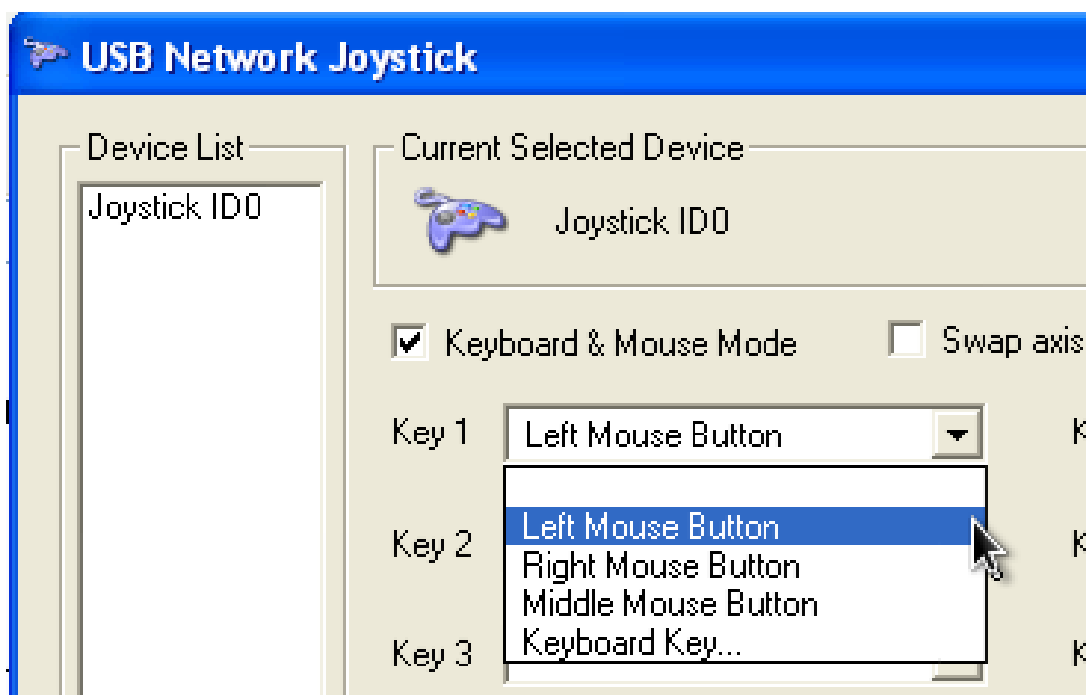 USB Network Joystick
Device List
Joystick ID0
Current Selected Device
Joystick ID0
Keyboard & Mouse Mode
Swap axis
Key 1
Left Mouse Button
K
Left Mouse Button
Key 2
K
Right Mouse Button
Middle Mouse Button
Keyboard Key...
Key 3
K